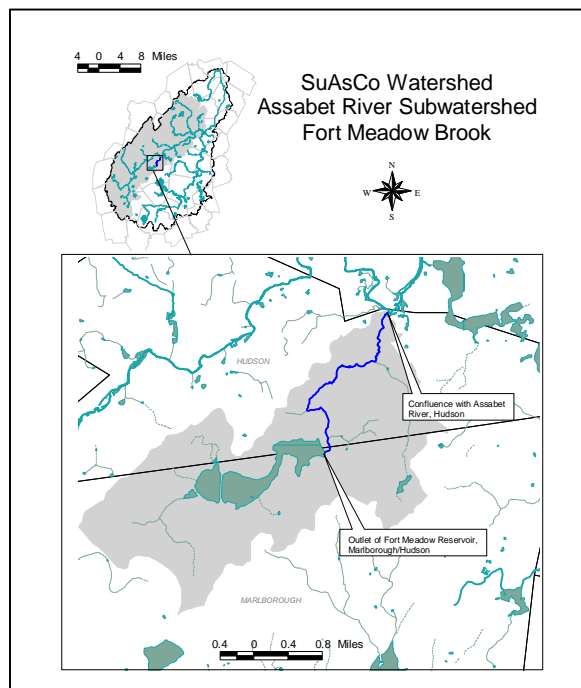 4 0 4 8 Miles
SuAsCo Watershed
Assabet River Subwatershed
Fort Meadow Brook
N
W E
S
HUDSON
Confluence with Assabet
River, Hudson
Outlet of Fort Meadow Reservoir,
Marlborough/Hudson
MARLBOROUGH
0.4 0 0.4 0.8 Miles